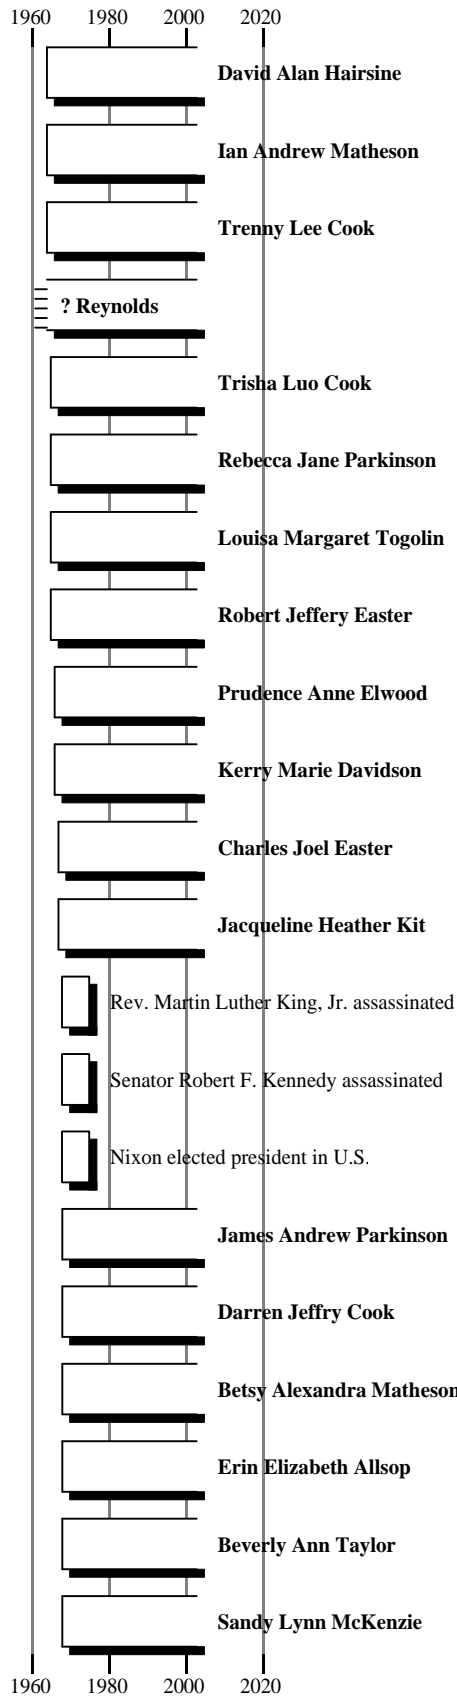 1960 1980 2000 2020
David Alan Hairsine
Ian Andrew Matheson
Trenny Lee Cook
? Reynolds
Trisha Luo Cook
Rebecca Jane Parkinson
Louisa Margaret Togolin
Robert Jeffery Easter
Prudence Anne Elwood
Kerry Marie Davidson
Charles Joel Easter
Jacqueline Heather Kit
Rev. Martin Luther King, Jr. assassinated
Senator Robert F. Kennedy assassinated
Nixon elected president in U.S.
James Andrew Parkinson
Darren Jeffry Cook
Betsy Alexandra Matheson
Erin Elizabeth Allsop
Beverly Ann Taylor
Sandy Lynn McKenzie
1960 1980 2000 2020